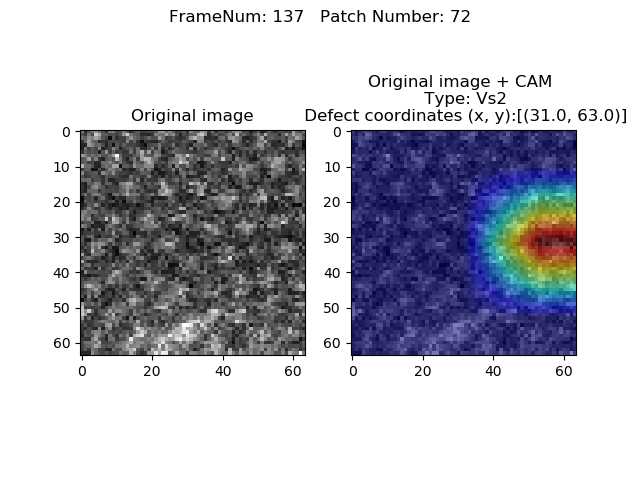 FrameNum: 137   Patch Number: 72
Original image
Original image + CAM
Type: Vs2
Defect coordinates (x, y):[(31.0, 63.0)]
0
10
20
30
40
50
60
0 20 40 60
0
10
20
30
40
50
60
0 20 40 60